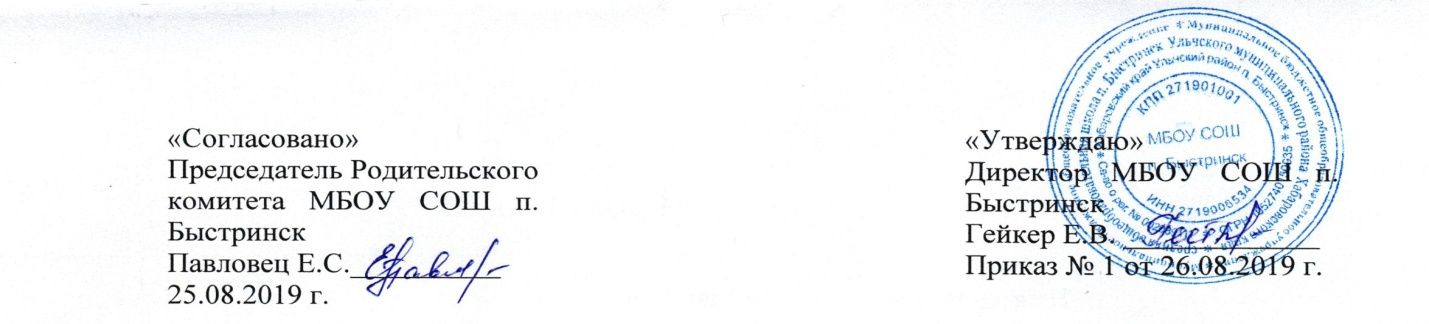 «Согласовано»
Председатель Родительского
комитета МБОУ СОШ п.
Быстринск
Павловец Е.С.
25.08.2019 г.
«Утверждаю»
Директор МБОУ СОШ п.
Быстринск
Гейкер Е.В.
Приказ № 1 от 26.08.2019 г.
КПП 271901001
МБОУ СОШ
п. Быстринск
ИНН 2719006534